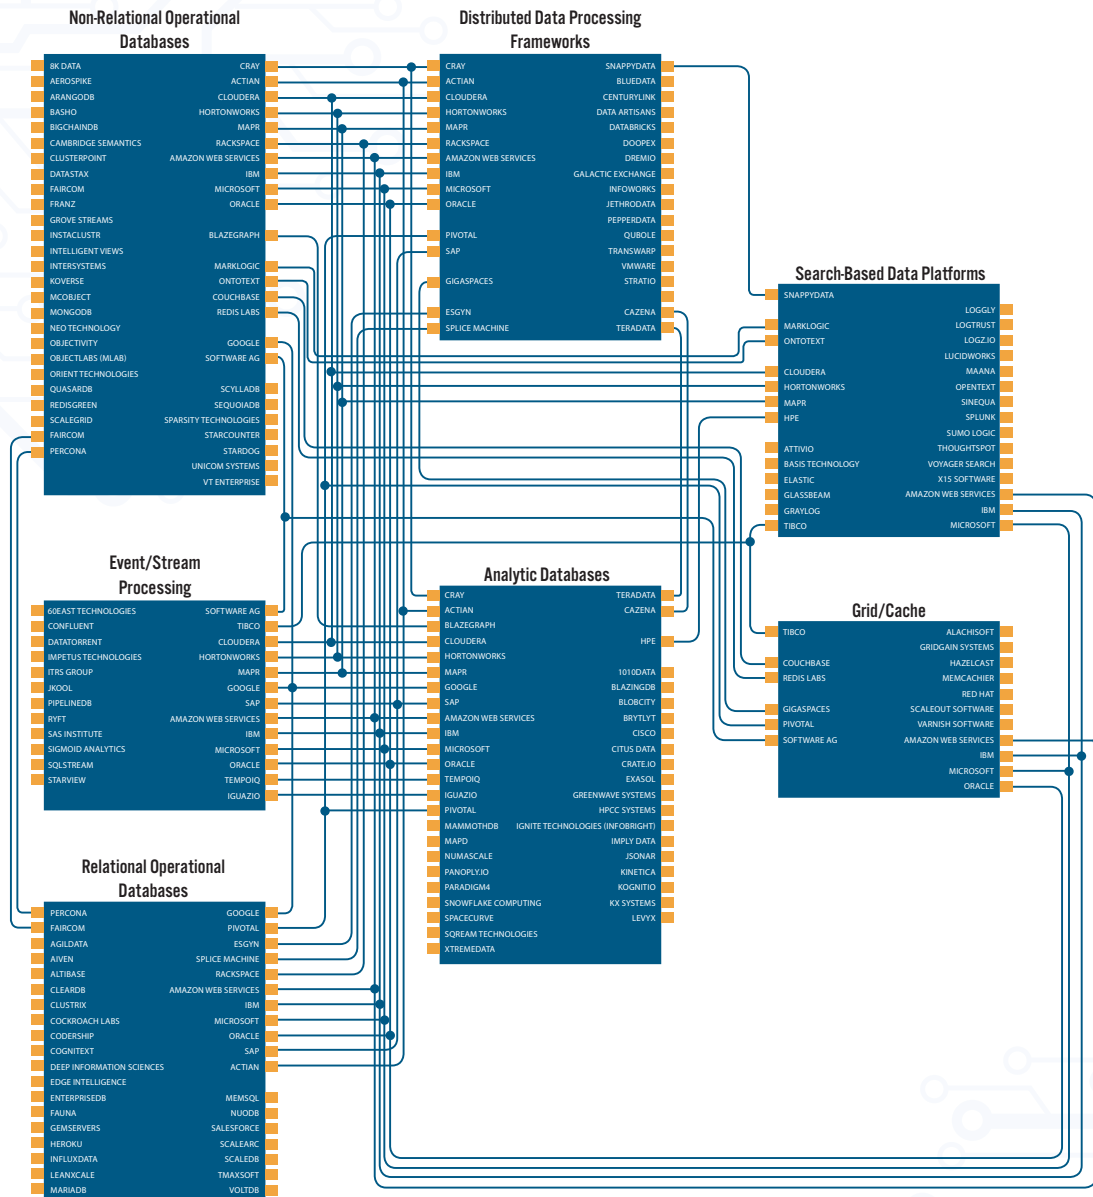 Non-Relational Operational
Databases
8K DATA
AEROSPIKE
ARANGODB
BASHO
BIGCHAINDB
CAMBRIDGE SEMANTICS
CLUSTERPOINT
DATASTAX
FAIRCOM
FRANZ
GROVE STREAMS
INSTACLUSTR
INTELLIGENT VIEWS
INTERSYSTEMS
KOVERSE
MCOBJECT
MONGODB
NEO TECHNOLOGY
OBJECTIVITY
OBJECTLABS (MLAB)
ORIENT TECHNOLOGIES
QUASARDB
REDISGREEN
SCALEGRID
FAIRCOM
PERCONA
CRAY
ACTIAN
CLOUDERA
HORTONWORKS
MAPR
RACKSPACE
AMAZON WEB SERVICES
IBM
MICROSOFT
ORACLE
BLAZEGRAPH
MARKLOGIC
ONTOTEXT
COUCHBASE
REDIS LABS
GOOGLE
SOFTWARE AG
SCYLLADB
SEQUOIADB
SPARSITY TECHNOLOGIES
STARCOUNTER
STARDOG
UNICOM SYSTEMS
VT ENTERPRISE
Distributed Data Processing
Frameworks
CRAY
ACTIAN
CLOUDERA
HORTONWORKS
MAPR
RACKSPACE
AMAZON WEB SERVICES
IBM
MICROSOFT
ORACLE
PIVOTAL
SAP
GIGASPACES
ESGYN
SPLICE MACHINE
SNAPPYDATA
BLUEDATA
CENTURYLINK
DATA ARTISANS
DATABRICKS
DOOPEX
DREMIO
GALACTIC EXCHANGE
INFOWORKS
JETHRODATA
PEPPERDATA
QUBOLE
TRANSWARP
VMWARE
STRATIO
CAZENA
TERADATA
Search-Based Data Platforms
SNAPPYDATA
MARKLOGIC
ONTOTEXT
CLOUDERA
HORTONWORKS
MAPR
HPE
ATTIVIO
BASIS TECHNOLOGY
ELASTIC
GLASSBEAM
GRAYLOG
TIBCO
LOGGLY
LOGTRUST
LOGZ.IO
LUCIDWORKS
MAANA
OPENTEXT
SINEQUA
SPLUNK
SUMO LOGIC
THOUGHTSPOT
VOYAGER SEARCH
X15 SOFTWARE
AMAZON WEB SERVICES
IBM
MICROSOFT
Event/Stream
Processing
60EAST TECHNOLOGIES
CONFLUENT
DATATORRENT
IMPETUS TECHNOLOGIES
ITRS GROUP
JKOOL
PIPELINEDB
RYFT
SAS INSTITUTE
SIGMOID ANALYTICS
SQLSTREAM
STARVIEW
SOFTWARE AG
TIBCO
CLOUDERA
HORTONWORKS
MAPR
GOOGLE
SAP
AMAZON WEB SERVICES
IBM
MICROSOFT
ORACLE
TEMPOIQ
IGUAZIO
Analytic Databases
CRAY
ACTIAN
BLAZEGRAPH
CLOUDERA
HORTONWORKS
MAPR
GOOGLE
SAP
AMAZON WEB SERVICES
IBM
MICROSOFT
ORACLE
TEMPOIQ
IGUAZIO
PIVOTAL
MAMMOTHDB
MAPD
NUMASCALE
PANOPLY.IO
PARADIGM4
SNOWFLAKE COMPUTING
SPACECURVE
SQREAM TECHNOLOGIES
XTREMEDATA
TERADATA
CAZENA
HPE
1010DATA
BLAZINGDB
BLOBCITY
BRYTLYT
CISCO
CITUS DATA
CRATE.IO
EXASOL
GREENWAVE SYSTEMS
HPCC SYSTEMS
IGNITE TECHNOLOGIES (INFOBRIGHT)
IMPLY DATA
JSONAR
KINETICA
KOGNITIO
KX SYSTEMS
LEVYX
Grid/Cache
TIBCO
COUCHBASE
REDIS LABS
GIGASPACES
PIVOTAL
SOFTWARE AG
ALACHISOFT
GRIDGAIN SYSTEMS
HAZELCAST
MEMCACHIER
RED HAT
SCALEOUT SOFTWARE
VARNISH SOFTWARE
AMAZON WEB SERVICES
IBM
MICROSOFT
ORACLE
Relational Operational
Databases
PERCONA
FAIRCOM
AGILDATA
AIVEN
ALTIBASE
CLEARDB
CLUSTRIX
COCKROACH LABS
CODERSHIP
COGNITEXT
DEEP INFORMATION SCIENCES
EDGE INTELLIGENCE
ENTERPRISEDB
FAUNA
GEMSERVERS
HEROKU
INFLUXDATA
LEANXCALE
MARIADB
GOOGLE
PIVOTAL
ESGYN
SPLICE MACHINE
RACKSPACE
AMAZON WEB SERVICES
IBM
MICROSOFT
ORACLE
SAP
ACTIAN
MEMSQL
NUODB
SALESFORCE
SCALEARC
SCALEDB
TMAXSOFT
VOLTDB